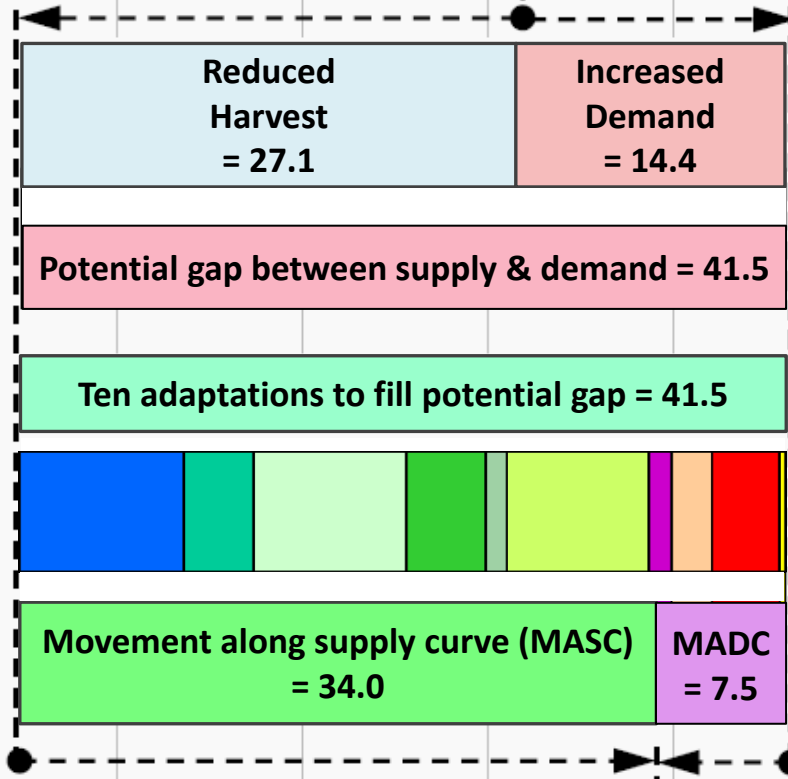 Reduced
Harvest
= 27.1
Increased
Demand
= 14.4
Potential gap between supply & demand = 41.5
Ten adaptations to fill potential gap = 41.5
Movement along supply curve (MASC)
= 34.0
MADC
= 7.5